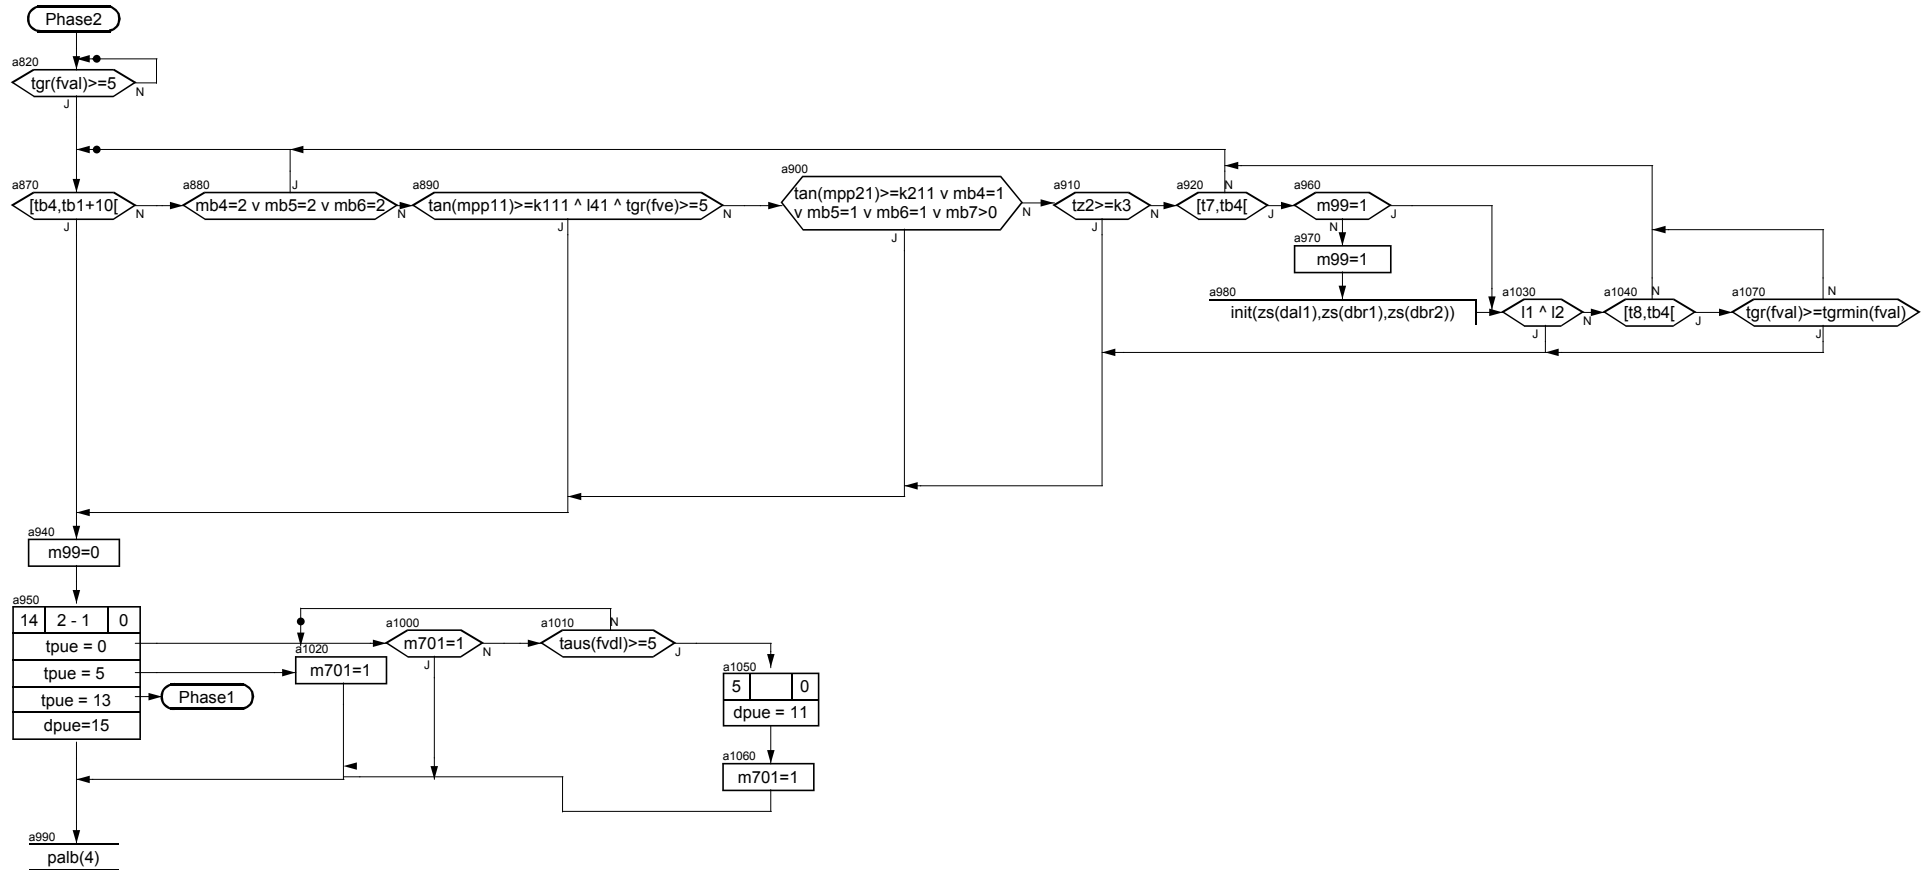 Phase2
a820
tgr(fval)>=5
N
J
a870
[tb4,tb1+10[
N
J
a880
mb4=2 v mb5=2 v mb6=2
J
N
a890
tan(mpp11)>=k111 ^ l41 ^ tgr(fve)>=5
N
J
a900
tan(mpp21)>=k211 v mb4=1
v mb5=1 v mb6=1 v mb7>0
N
J
a910
tz2>=k3
N
J
a920
[t7,tb4[
N
J
a960
m99=1
J
N
a970
m99=1
a980
init(zs(dal1),zs(dbr1),zs(dbr2))
a1030
l1 ^ l2
N
J
a1040
[t8,tb4[
N
J
a1070
tgr(fval)>=tgrmin(fval)
N
J
a940
m99=0
a950
14 2 - 1 0
tpue = 0
tpue = 5
tpue = 13
dpue=15
Phase1
a1020
m701=1
a1000
m701=1
N
J
a1010
taus(fvdl)>=5
N
J
a1050
5 0
dpue = 11
a1060
m701=1
a990
palb(4)